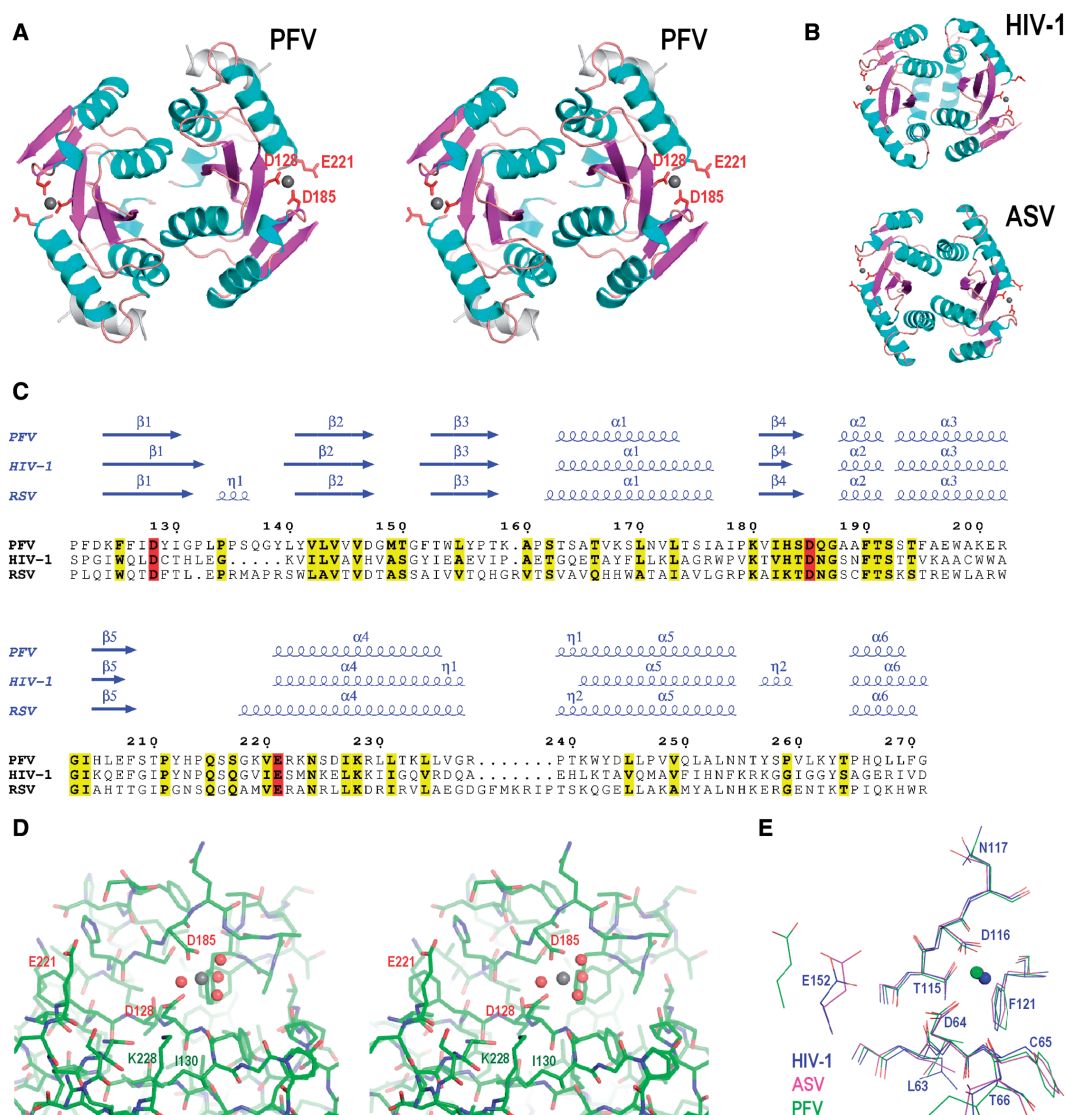 A
PFV
PFV
D128
E221
D185
D128
E221
D185
B
HIV-1
ASV
C
β1 β2 β3 α1 β4 α2 α3
PFV
β1 β2 β3 α1 β4 α2 α3
HIV-1
β1 η1 β2 β3 α1 β4 α2 α3
RSV
130 140 150 160 170 180 190 200
PFV PFDKFFIDYIGPLPPSQGYLYVLVVVDGMTGFTWLYPTK.APSTSATVKSLNVLTSIAIPKVIHSDQGAAFTSSTFAEWAKER
HIV-1 SPGIWQLDCTHLEG....KVILVAVHVASGYIEAEVIP.AETGQETAYFLLKLAGRWPVKTVHTDNGSNFTSTTVKAACWWA
RSV PLQIWQTDFTL.EPRMAPRSWLAVTVDTASSAIVVTQHGRVTSVAVQHHWATAIAVLGRPKAIKTDNGSCFTSKSTREWLARW
β5 α4 η1 α5 α6
PFV
β5 α4 η1 α5 η2 α6
HIV-1
β5 α4 η2 α5 α6
RSV
210 220 230 240 250 260 270
PFV GIHLEFSTPYHPQSSGKVERKNSDIKRLLTKLLVGR.......PTKWYDLLPVVQLALNNTYSPVLKYTPHQLLFG
HIV-1 GIKQEFGIPYNPQSQGVIESMNKELKKIIGQVRDQA.......EHLKTAVQMAVFIHNFKRKGGIGGYSAGERIVD
RSV GIAHTTGIPGNSQGQAMVERANRLLKDRIRVLAEGDGFMKRIPTSKQGELLAKAMYALNHKERGENTKTPIQKHWR
D
D185
E221
D128
K228
I130
D185
E221
D128
K228
I130
E
N117
D116
E152
T115
F121
D64
C65
L63
T66
HIV-1
ASV
PFV